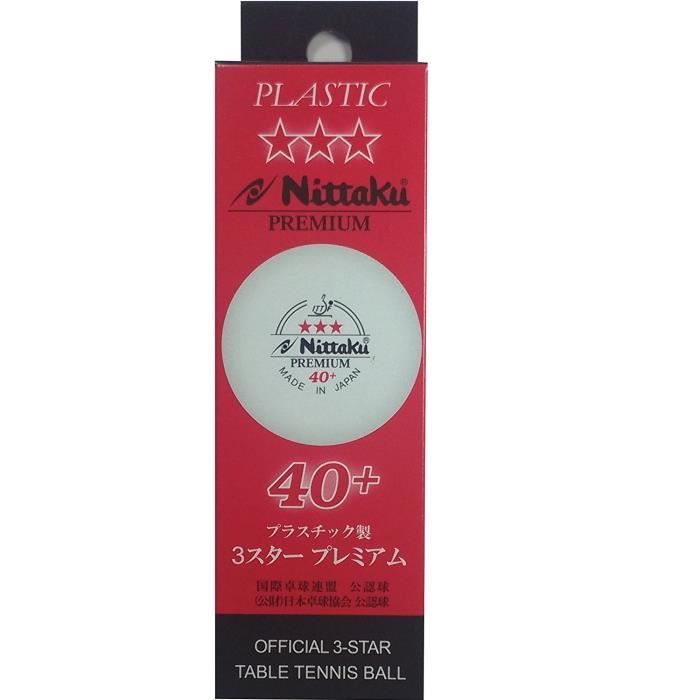 PLASTIC
Nittaku®
PREMIUM
ITTF
Nittaku®
PREMIUM
40+
MADE IN JAPAN
40+
プラスチック製
3スター プレミアム
国際卓球連盟 公認球
(公財)日本卓球協会 公認球
OFFICIAL 3-STAR
TABLE TENNIS BALL